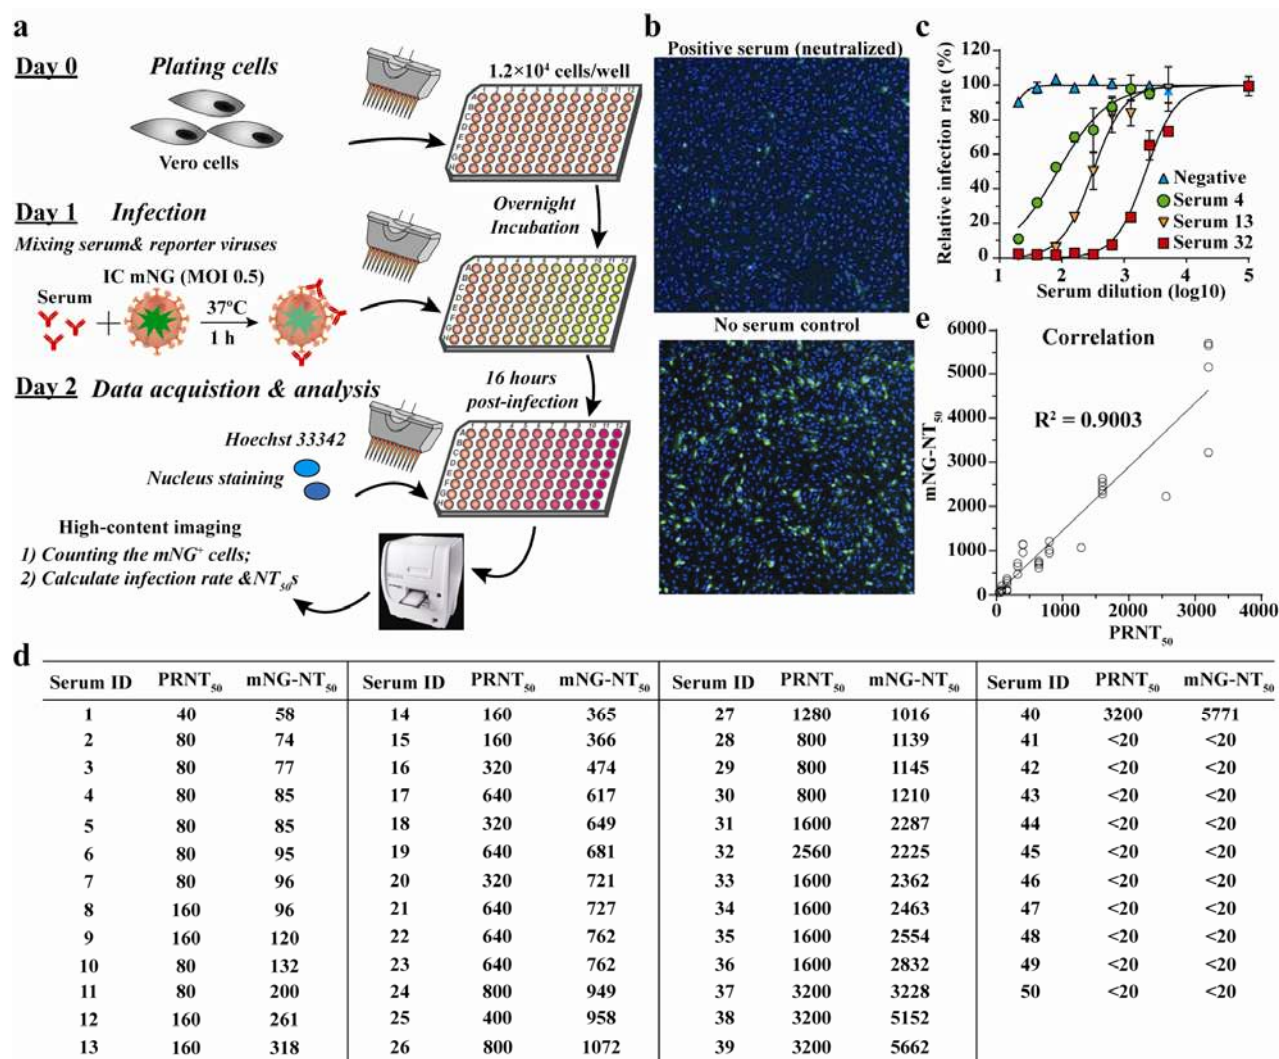 a
Day 0
Plating cells
1.2×10⁴ cells/well
Vero cells
Overnight
Incubation
Day 1
Infection
Mixing serum& reporter viruses
IC mNG (MOI 0.5)
Serum
+
37°C
1 h
16 hours
post-infection
Day 2
Data acquistion & analysis
Hoechst 33342
Nucleus staining
High-content imaging
1) Counting the mNG⁺ cells;
2) Calculate infection rate &NT₅₀s
b
Positive serum (neutralized)
No serum control
c
Relative infection rate (%)
120
100
80
60
40
20
0
1 2 3 4 5
Serum dilution (log10)
Negative
Serum 4
Serum 13
Serum 32
e
Correlation
R² = 0.9003
mNG-NT₅₀
6000
5000
4000
3000
2000
1000
0
0 1000 2000 3000 4000
PRNT₅₀
d
Serum ID PRNT₅₀ mNG-NT₅₀ Serum ID PRNT₅₀ mNG-NT₅₀ Serum ID PRNT₅₀ mNG-NT₅₀ Serum ID PRNT₅₀ mNG-NT₅₀
1 40 58 14 160 365 27 1280 1016 40 3200 5771
2 80 74 15 160 366 28 800 1139 41 <20 <20
3 80 77 16 320 474 29 800 1145 42 <20 <20
4 80 85 17 640 617 30 800 1210 43 <20 <20
5 80 85 18 320 649 31 1600 2287 44 <20 <20
6 80 95 19 640 681 32 2560 2225 45 <20 <20
7 80 96 20 320 721 33 1600 2362 46 <20 <20
8 160 96 21 640 727 34 1600 2463 47 <20 <20
9 160 120 22 640 762 35 1600 2554 48 <20 <20
10 80 132 23 640 762 36 1600 2832 49 <20 <20
11 80 200 24 800 949 37 3200 3228 50 <20 <20
12 160 261 25 400 958 38 3200 5152
13 160 318 26 800 1072 39 3200 5662